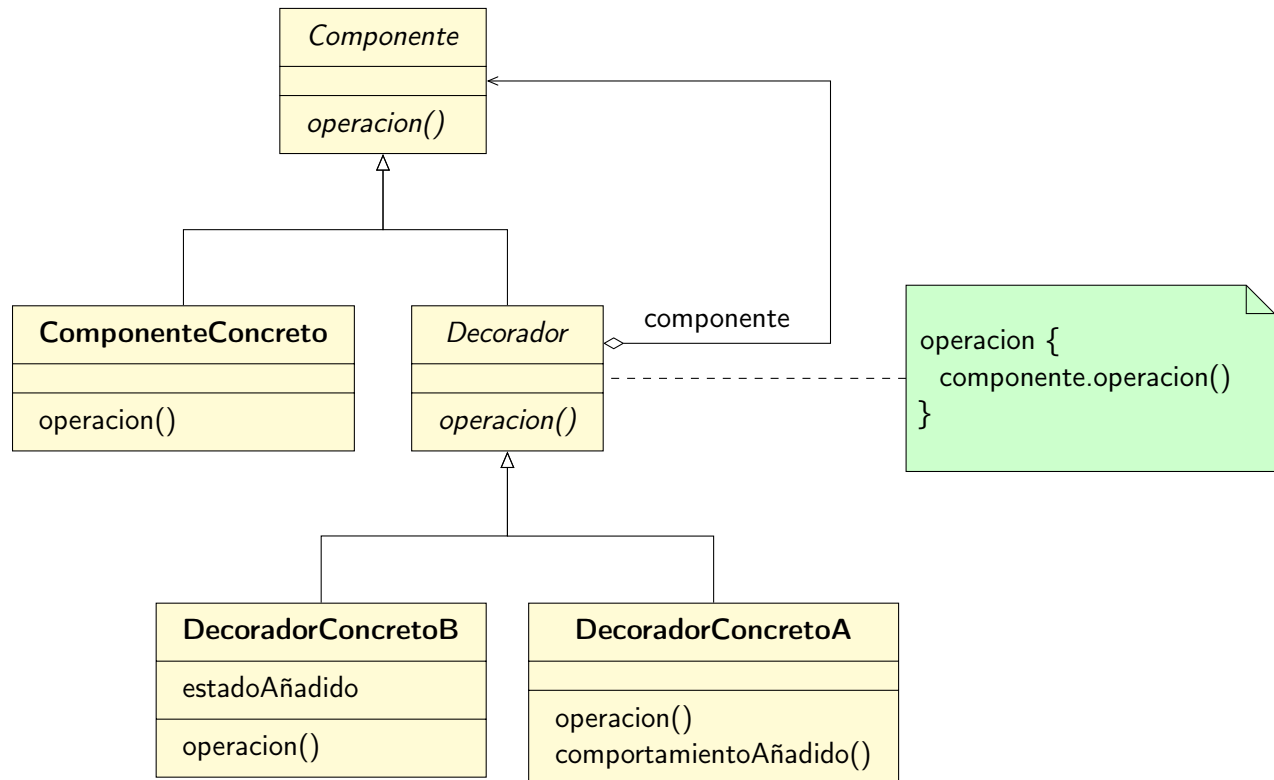 Componente
operacion()
ComponenteConcreto
operacion()
Decorador
operacion()
componente
operacion {
componente.operacion()
}
DecoradorConcretoB
estadoAñadido
operacion()
DecoradorConcretoA
operacion()
comportamientoAñadido()